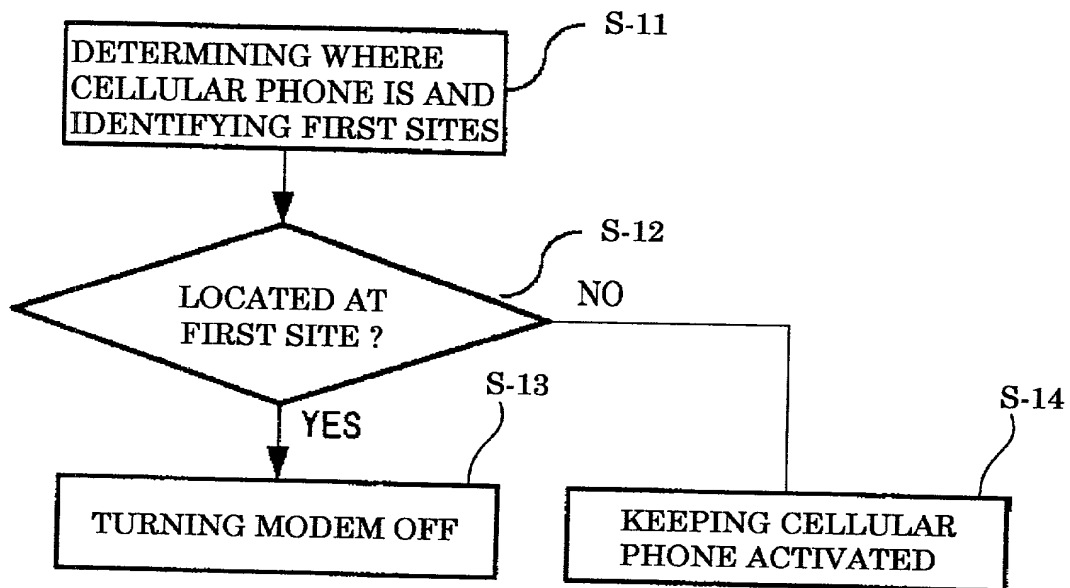 S-11
DETERMINING WHERE
CELLULAR PHONE IS AND
IDENTIFYING FIRST SITES
S-12
LOCATED AT
FIRST SITE ?
NO
YES
S-13
TURNING MODEM OFF
S-14
KEEPING CELLULAR
PHONE ACTIVATED